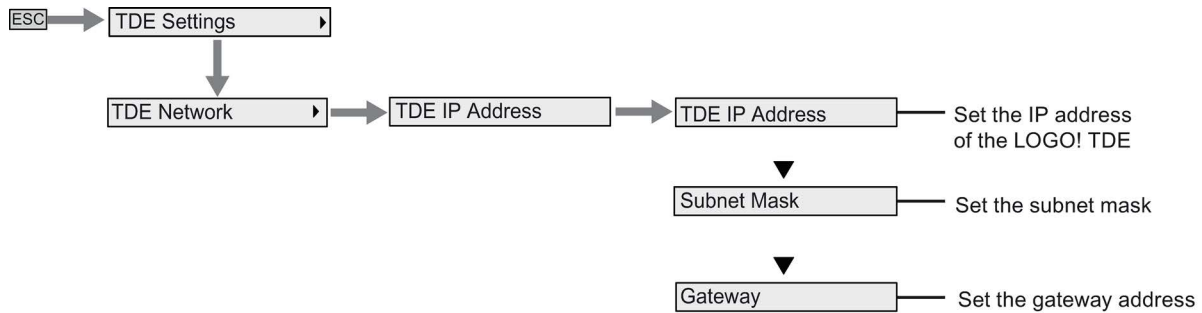 ESC
TDE Settings
TDE Network
TDE IP Address
TDE IP Address
Set the IP address
of the LOGO! TDE
Subnet Mask
Set the subnet mask
Gateway
Set the gateway address